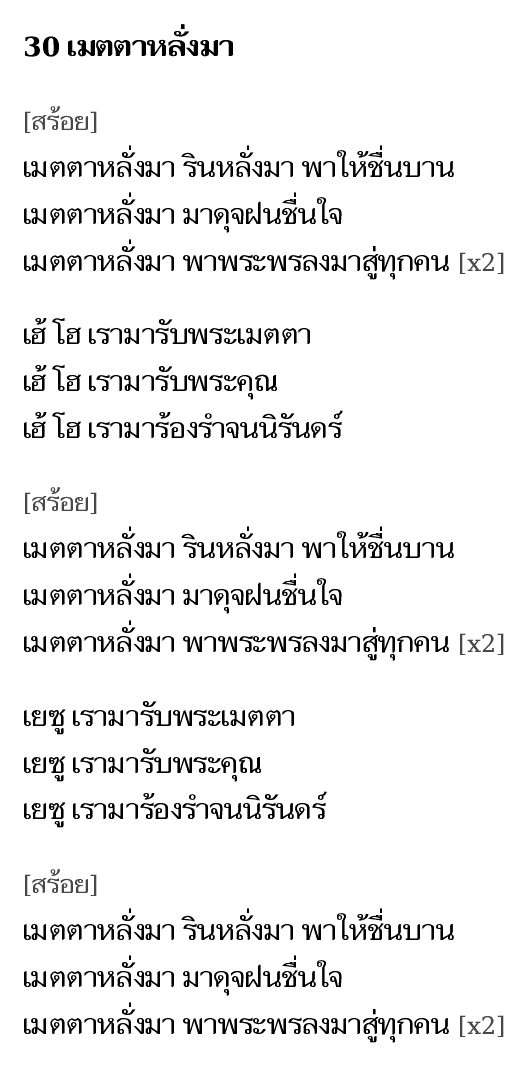 30 เมตตาหลั่งมา
[สร้อย]
เมตตาหลั่งมา รินหลั่งมา พาให้ชื่นบาน
เมตตาหลั่งมา มาดุจฝนชื่นใจ
เมตตาหลั่งมา พาพระพรลงมาสู่ทุกคน [x2]
เฮ้ โฮ เรามารับพระเมตตา
เฮ้ โฮ เรามารับพระคุณ
เฮ้ โฮ เรามาร้องรำจนนิรันดร์
[สร้อย]
เมตตาหลั่งมา รินหลั่งมา พาให้ชื่นบาน
เมตตาหลั่งมา มาดุจฝนชื่นใจ
เมตตาหลั่งมา พาพระพรลงมาสู่ทุกคน [x2]
เยซู เรามารับพระเมตตา
เยซู เรามารับพระคุณ
เยซู เรามาร้องรำจนนิรันดร์
[สร้อย]
เมตตาหลั่งมา รินหลั่งมา พาให้ชื่นบาน
เมตตาหลั่งมา มาดุจฝนชื่นใจ
เมตตาหลั่งมา พาพระพรลงมาสู่ทุกคน [x2]